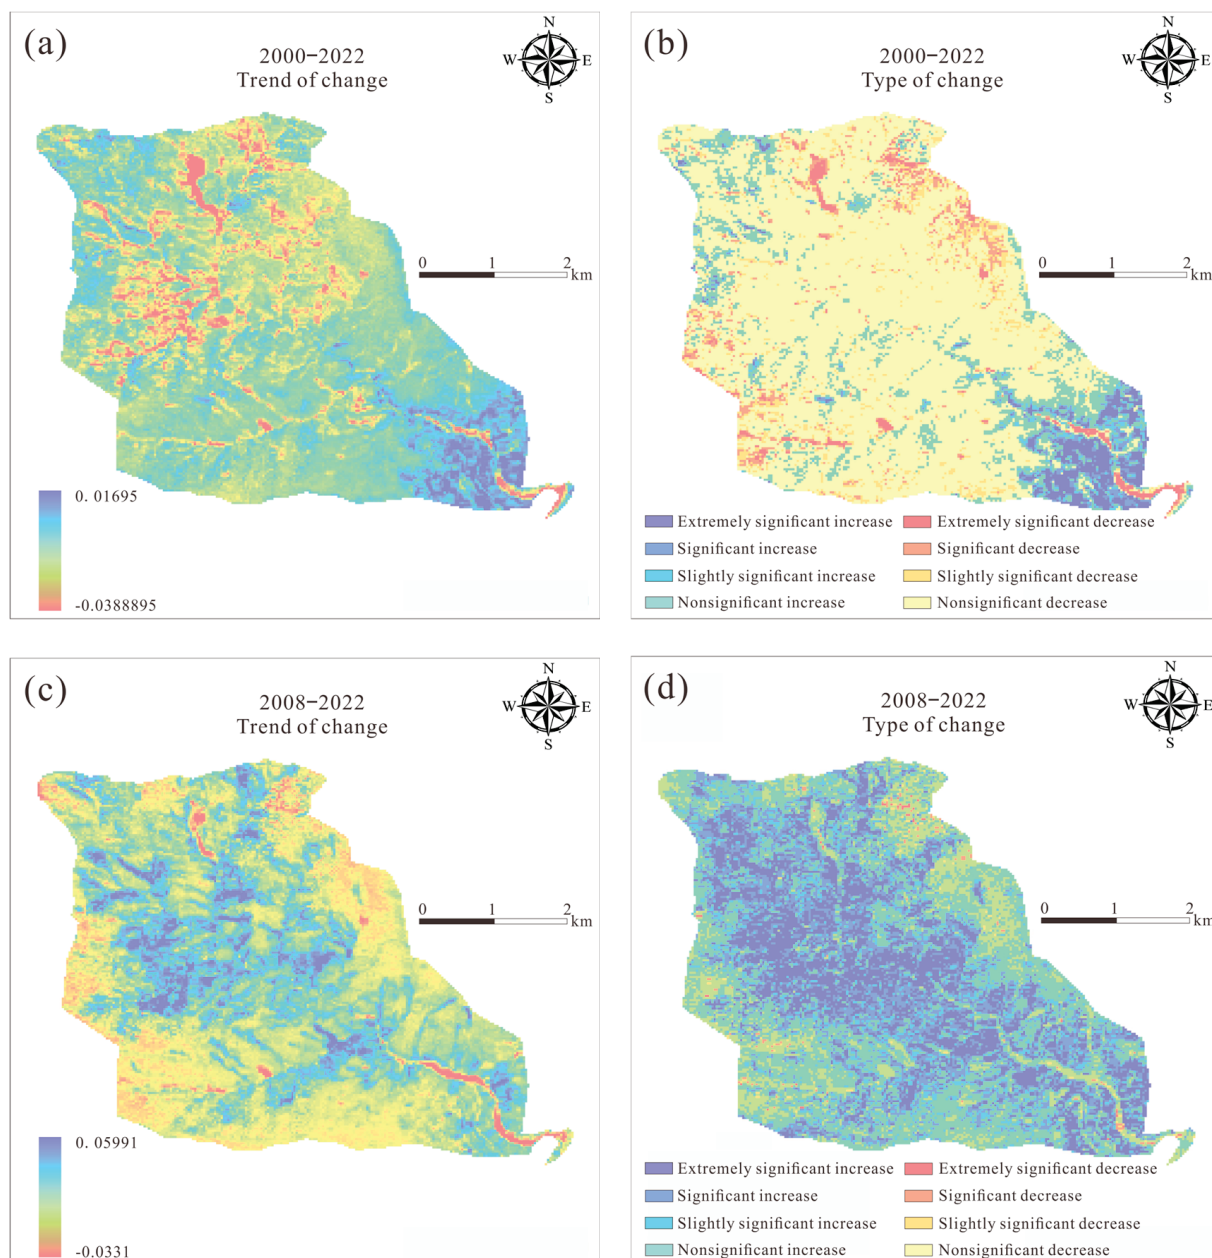 (a)
2000−2022
Trend of change
N
W
E
S
0
1
2
km
0. 01695
-0.0388895
(b)
2000−2022
Type of change
N
W
E
S
0
1
2
km
Extremely significant increase
Extremely significant decrease
Significant increase
Significant decrease
Slightly significant increase
Slightly significant decrease
Nonsignificant increase
Nonsignificant decrease
(c)
2008−2022
Trend of change
N
W
E
S
0
1
2
km
0. 05991
-0.0331
(d)
2008−2022
Type of change
N
W
E
S
0
1
2
km
Extremely significant increase
Extremely significant decrease
Significant increase
Significant decrease
Slightly significant increase
Slightly significant decrease
Nonsignificant increase
Nonsignificant decrease